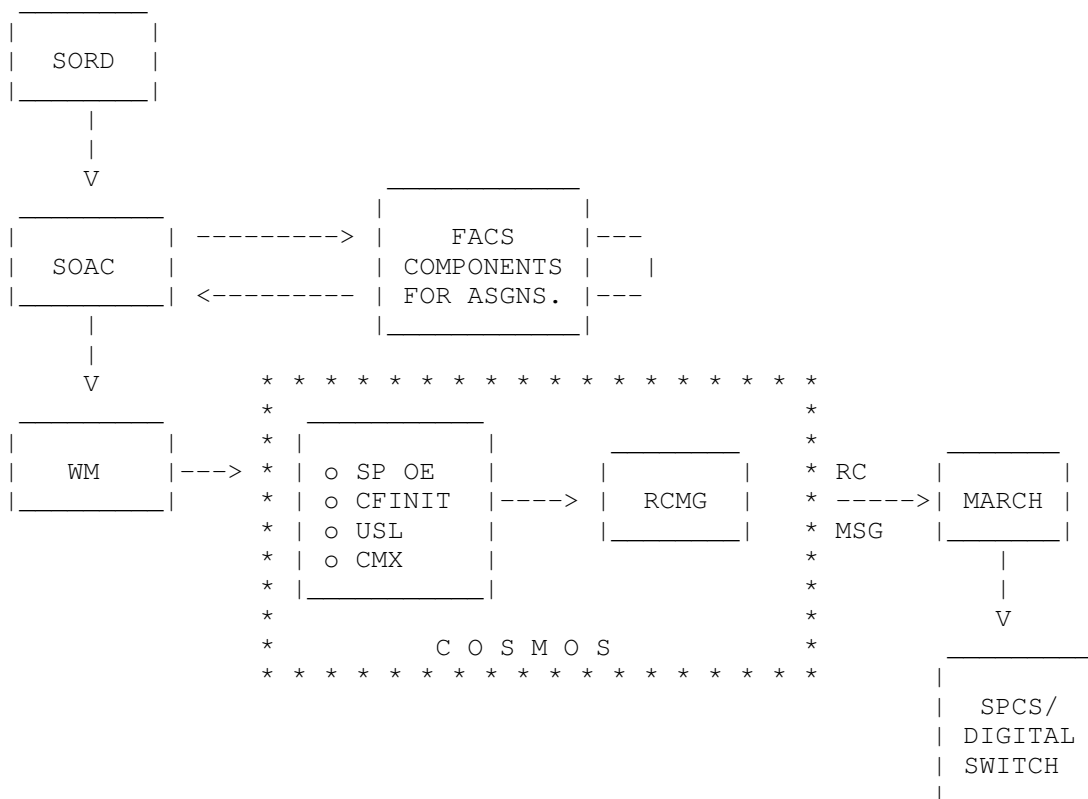 SORD
V
FACS
SOAC
COMPONENTS
FOR ASGNS.
V
WM
o SP OE
o CFINIT
o USL
o CMX
RCMG
RC
MSG
MARCH
V
C O S M O S
SPCS/
DIGITAL
SWITCH